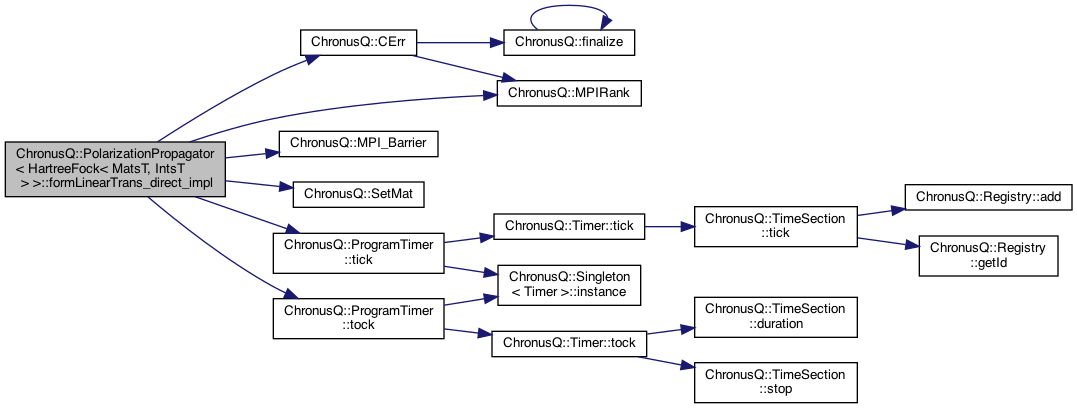 ChronusQ::PolarizationPropagator
< HartreeFock< MatsT, IntsT
> >::formLinearTrans_direct_impl
ChronusQ::CErr
ChronusQ::finalize
ChronusQ::MPIRank
ChronusQ::MPI_Barrier
ChronusQ::SetMat
ChronusQ::ProgramTimer
::tick
ChronusQ::Timer::tick
ChronusQ::TimeSection
::tick
ChronusQ::Registry::add
ChronusQ::Registry
::getId
ChronusQ::Singleton
< Timer >::instance
ChronusQ::ProgramTimer
::tock
ChronusQ::Timer::tock
ChronusQ::TimeSection
::duration
ChronusQ::TimeSection
::stop